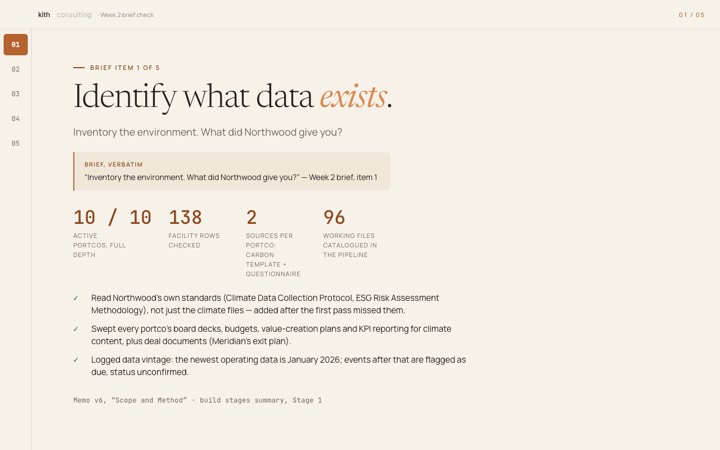 kith consulting · Week 2 brief check
01 / 05
01
02
03
04
05
BRIEF ITEM 1 OF 5
Identify what data exists.
Inventory the environment. What did Northwood give you?
BRIEF, VERBATIM
"Inventory the environment. What did Northwood give you?" — Week 2 brief, item 1
10 / 10
ACTIVE
PORTCOS, FULL
DEPTH
138
FACILITY ROWS
CHECKED
2
SOURCES PER
PORTCO:
CARBON
TEMPLATE +
QUESTIONNAIRE
96
WORKING FILES
CATALOGUED IN
THE PIPELINE
✓ Read Northwood's own standards (Climate Data Collection Protocol, ESG Risk Assessment
Methodology), not just the climate files — added after the first pass missed them.
✓ Swept every portco's board decks, budgets, value-creation plans and KPI reporting for climate
content, plus deal documents (Meridian's exit plan).
✓ Logged data vintage: the newest operating data is January 2026; events after that are flagged as
due, status unconfirmed.
Memo v6, "Scope and Method" · build stages summary, Stage 1